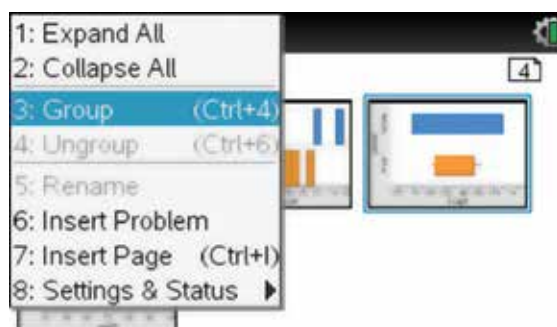 1: Expand All
2: Collapse All
4
3: Group (Ctrl+4)
4: Ungroup (Ctrl+6)
5: Rename
6: Insert Problem
7: Insert Page (Ctrl+I)
8: Settings & Status